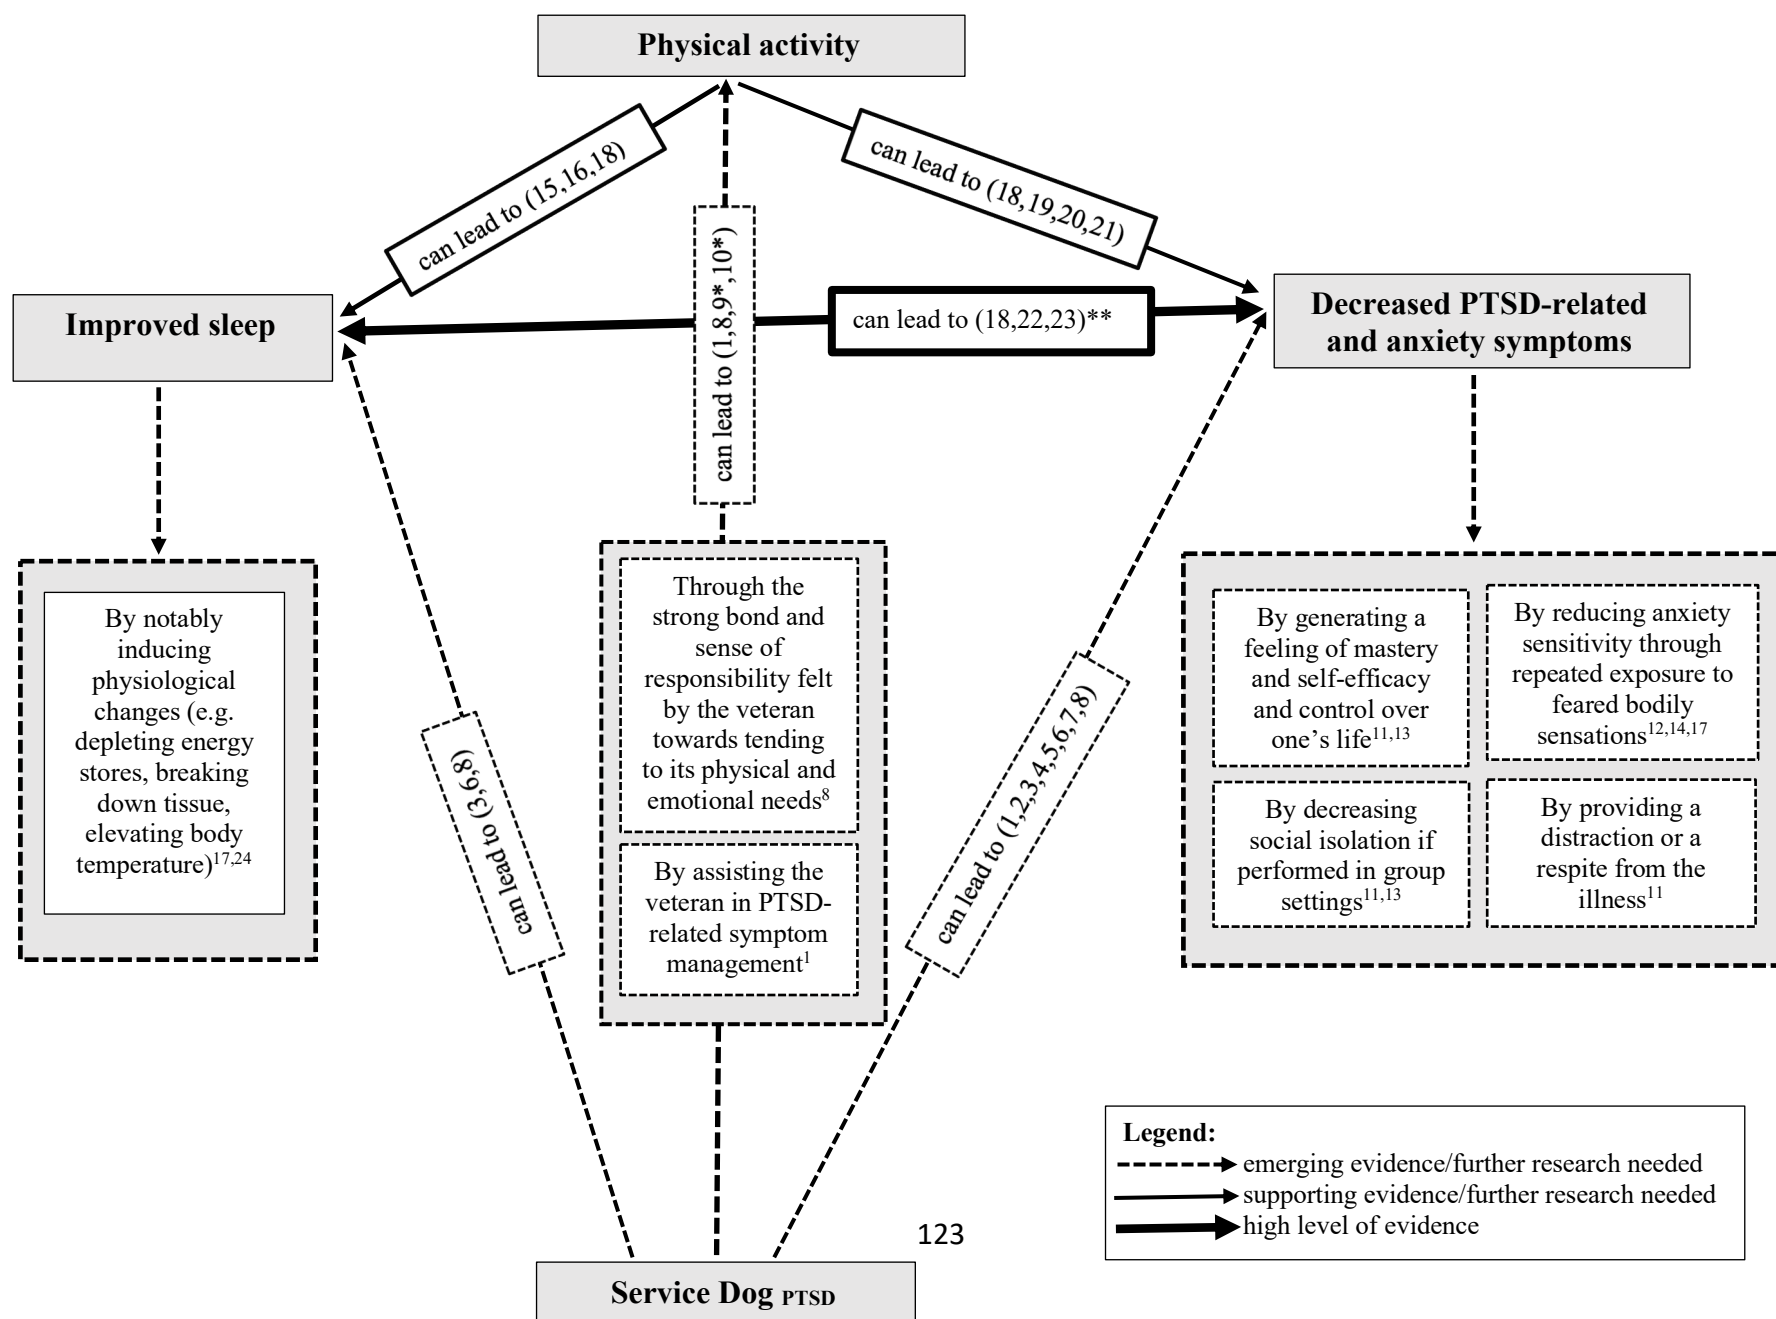 Physical activity
can lead to (15,16,18)
can lead to (18,19,20,21)
can lead to (1,8,9*,10*)
Improved sleep
can lead to (18,22,23)**
Decreased PTSD-related
and anxiety symptoms
By notably
inducing
physiological
changes (e.g.
depleting energy
stores, breaking
down tissue,
elevating body
temperature)17,24
can lead to (3,6,8)
Through the
strong bond and
sense of
responsibility felt
by the veteran
towards tending
to its physical and
emotional needs8
By assisting the
veteran in PTSD-
related symptom
management1
can lead to (1,2,3,4,5,6,7,8)
By generating a
feeling of mastery
and self-efficacy
and control over
one’s life11,13
By reducing anxiety
sensitivity through
repeated exposure to
feared bodily
sensations12,14,17
By decreasing
social isolation if
performed in group
settings11,13
By providing a
distraction or a
respite from the
illness11
Legend:
emerging evidence/further research needed
supporting evidence/further research needed
high level of evidence
123
Service Dog PTSD